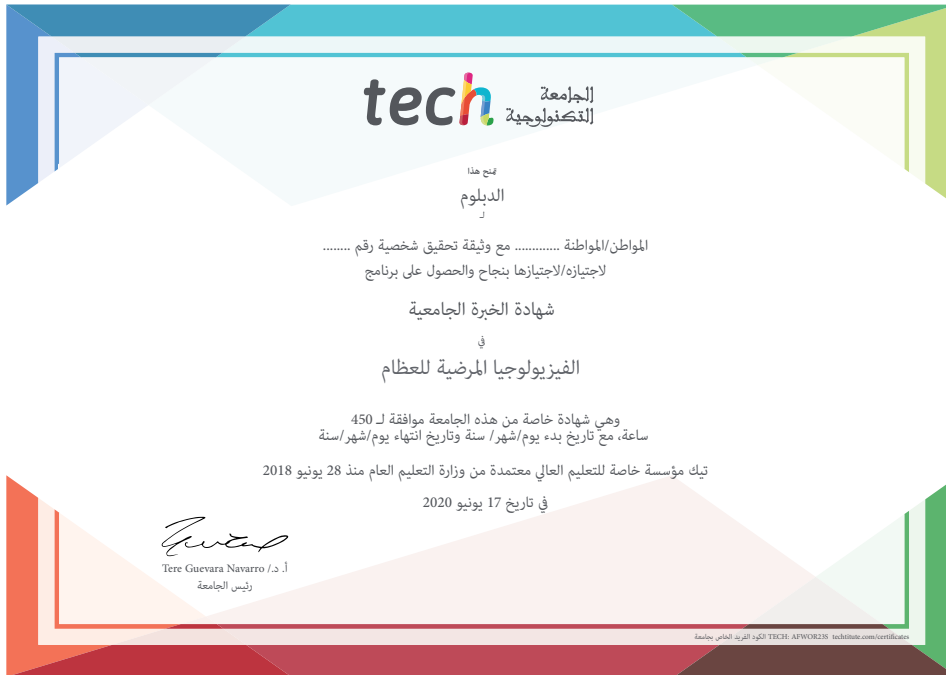 tech الجامعة
التكنولوجية
يمنح هذا
الدبلوم
لـ
المواطن/المواطنة ............ مع وثيقة تحقيق شخصية رقم ........
لاجتيازه/لاجتيازها بنجاح والحصول على برنامج
شهادة الخبرة الجامعية
في
الفيزيولوجيا المرضية للعظام
وهي شهادة خاصة من هذه الجامعة موافقة لـ 450
ساعة، مع تاريخ بدء يوم/شهر/ سنة وتاريخ انتهاء يوم/شهر/سنة
تيك مؤسسة خاصة للتعليم العالي معتمدة من وزارة التعليم العام منذ 28 يونيو 2018
في تاريخ 17 يونيو 2020
أ. د./ Tere Guevara Navarro
رئيس الجامعة
الكود الفريد الخاص بجامعة TECH: AFWOR23S techtitute.com/certificates